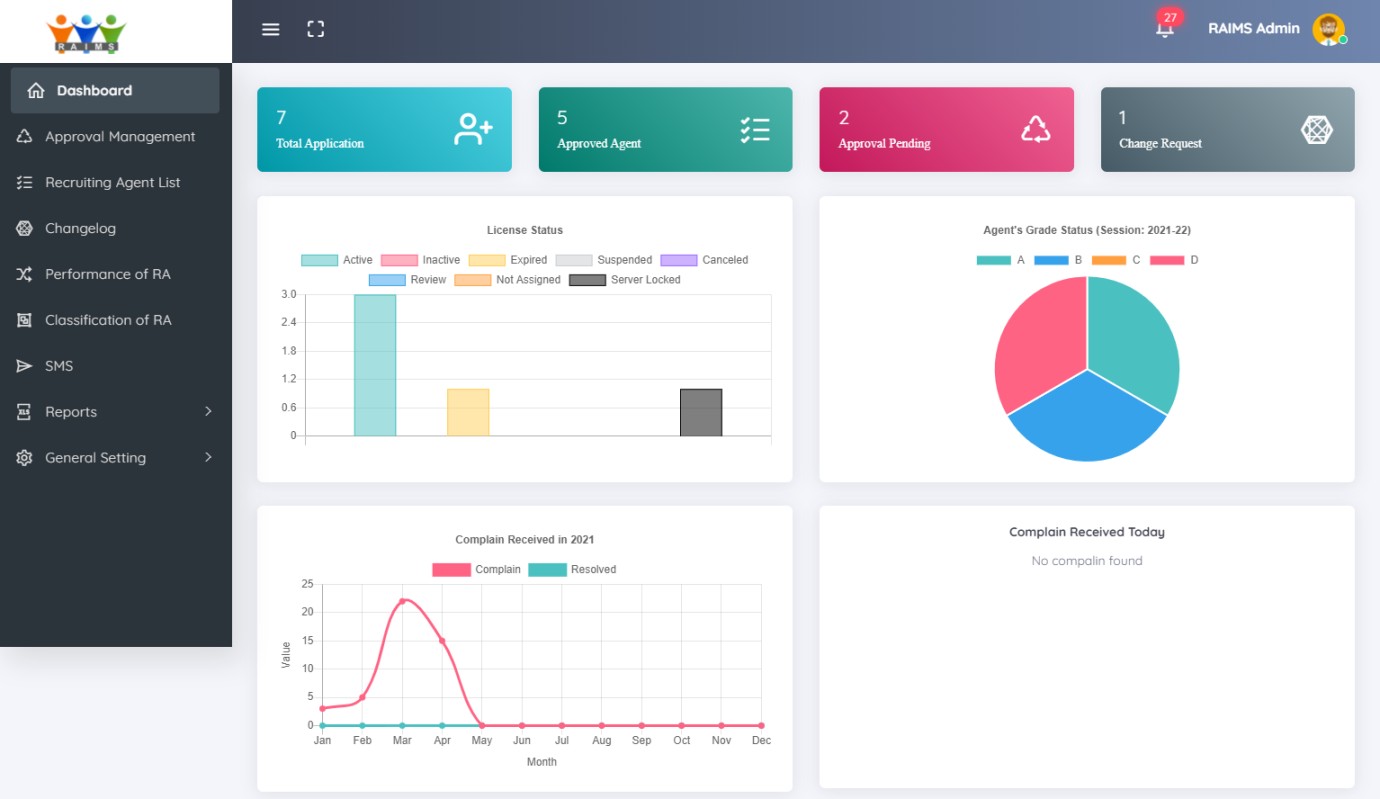 RAIMS
27
RAIMS Admin
Dashboard
Approval Management
Recruiting Agent List
Changelog
Performance of RA
Classification of RA
SMS
XLS Reports
General Setting
7
Total Application
5
Approved Agent
2
Approval Pending
1
Change Request
License Status
Active Inactive Expired Suspended Canceled
Review Not Assigned Server Locked
3.0
2.4
1.8
1.2
0.6
0
Agent's Grade Status (Session: 2021-22)
A B C D
Complain Received in 2021
Complain Resolved
25
20
15
10
5
0
Value
Jan Feb Mar Apr May Jun Jul Aug Sep Oct Nov Dec
Month
Complain Received Today
No compalin found